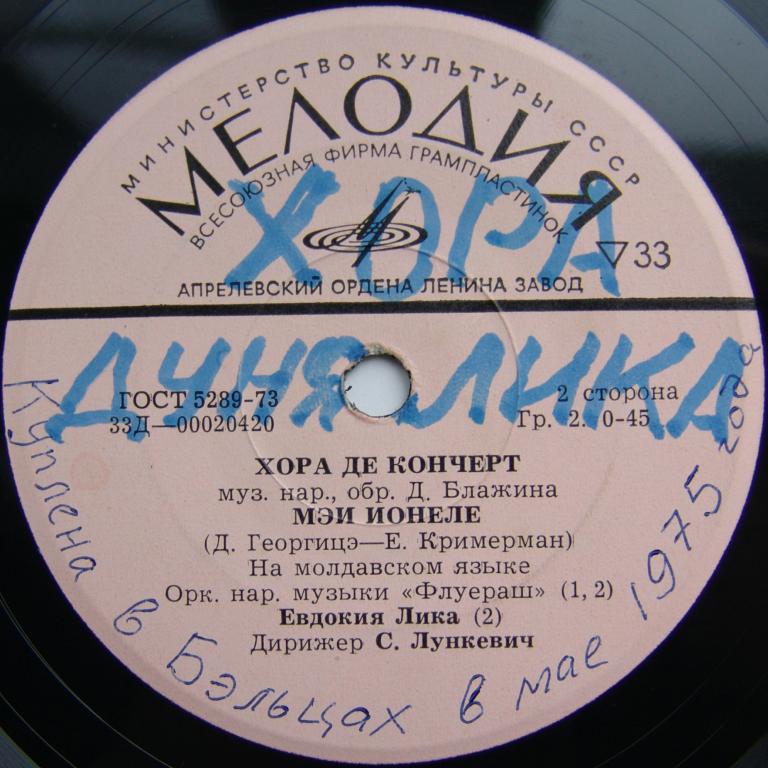 МИНИСТЕРСТВО КУЛЬТУРЫ СССР
МЕЛОДИЯ
ВСЕСОЮЗНАЯ ФИРМА ГРАМПЛАСТИНОК
ХОРА
33
АПРЕЛЕВСКИЙ ОРДЕНА ЛЕНИНА ЗАВОД
ДУНЯ ЛИКА
ГОСТ 5289-73
2 сторона
33Д—00020420
Гр. 2. 0-45
ХОРА ДЕ КОНЧЕРТ
муз. нар., обр. Д. Блажина
МЭИ ИОНЕЛЕ
(Д. Георгицэ—Е. Кримерман)
На молдавском языке
Орк. нар. музыки «Флуераш» (1, 2)
Евдокия Лика (2)
Дирижер С. Лункевич
Куплена в Бэльцах в мае 1975 года